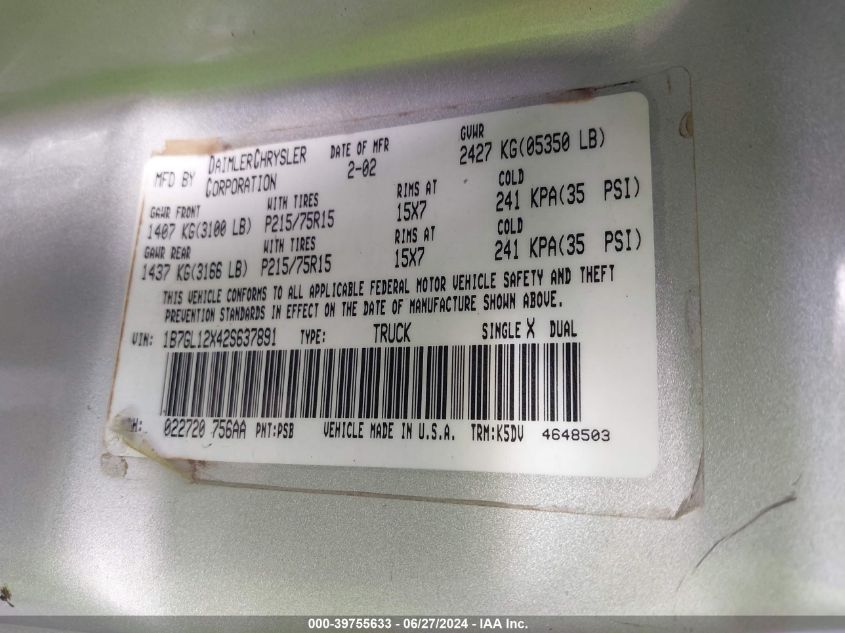 MFD BY DAIMLERCHRYSLER CORPORATION DATE OF MFR 2-02 GVWR 2427 KG(05350 LB)
GAWR FRONT WITH TIRES RIMS AT COLD
1407 KG(3100 LB) P215/75R15 15X7 241 KPA(35 PSI)
GAWR REAR WITH TIRES RIMS AT COLD
1437 KG(3166 LB) P215/75R15 15X7 241 KPA(35 PSI)
THIS VEHICLE CONFORMS TO ALL APPLICABLE FEDERAL MOTOR VEHICLE SAFETY AND THEFT
PREVENTION STANDARDS IN EFFECT ON THE DATE OF MANUFACTURE SHOWN ABOVE.
VIN: 1B7GL12X42S637891 TYPE: TRUCK SINGLE X DUAL
H: 022720 756AA PNT:PSB VEHICLE MADE IN U.S.A. TRM:K5DV 4648503
000-39755633 - 06/27/2024 - IAA Inc.